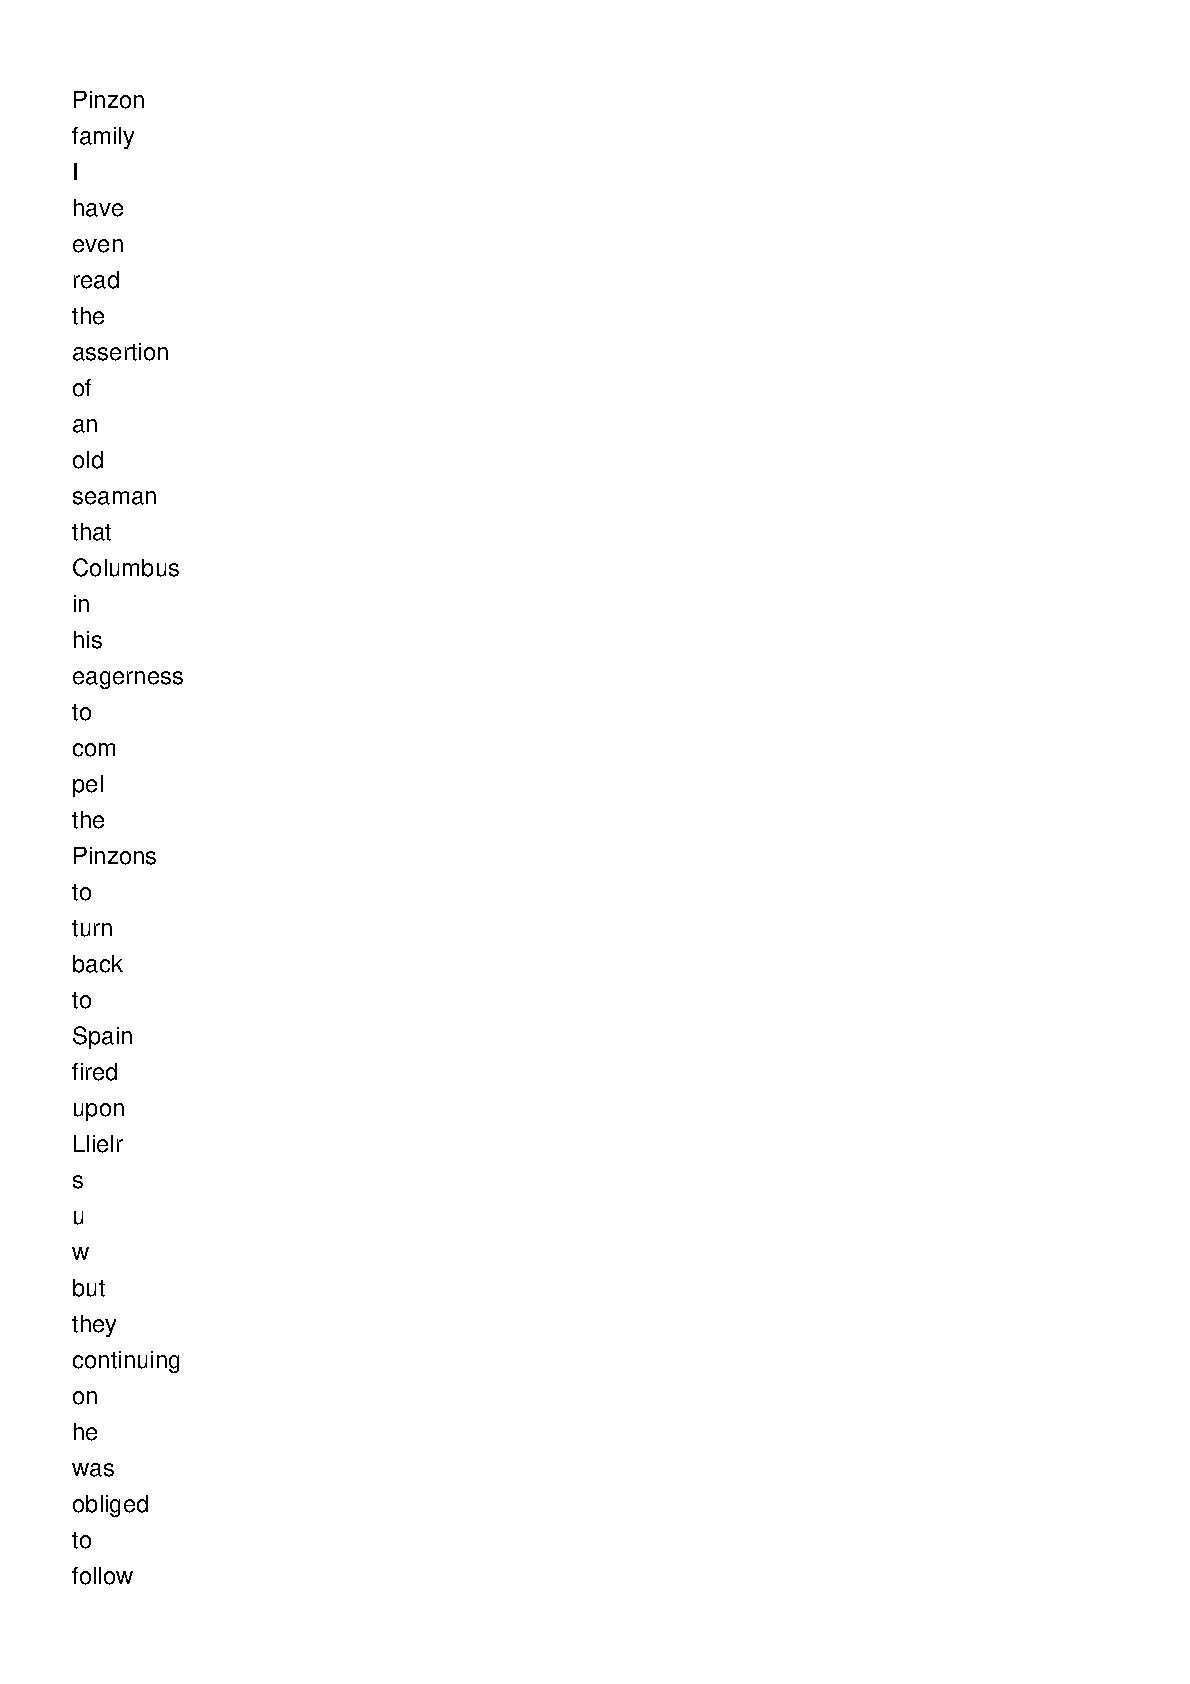 Pinzon
family
I
have
even
read
the
assertion
of
an
old
seaman
that
Columbus
in
his
eagerness
to
com
pel
the
Pinzons
to
turn
back
to
Spain
fired
upon
Llielr
s
u
w
but
they
continuing
on
he
was
obliged
to
follow